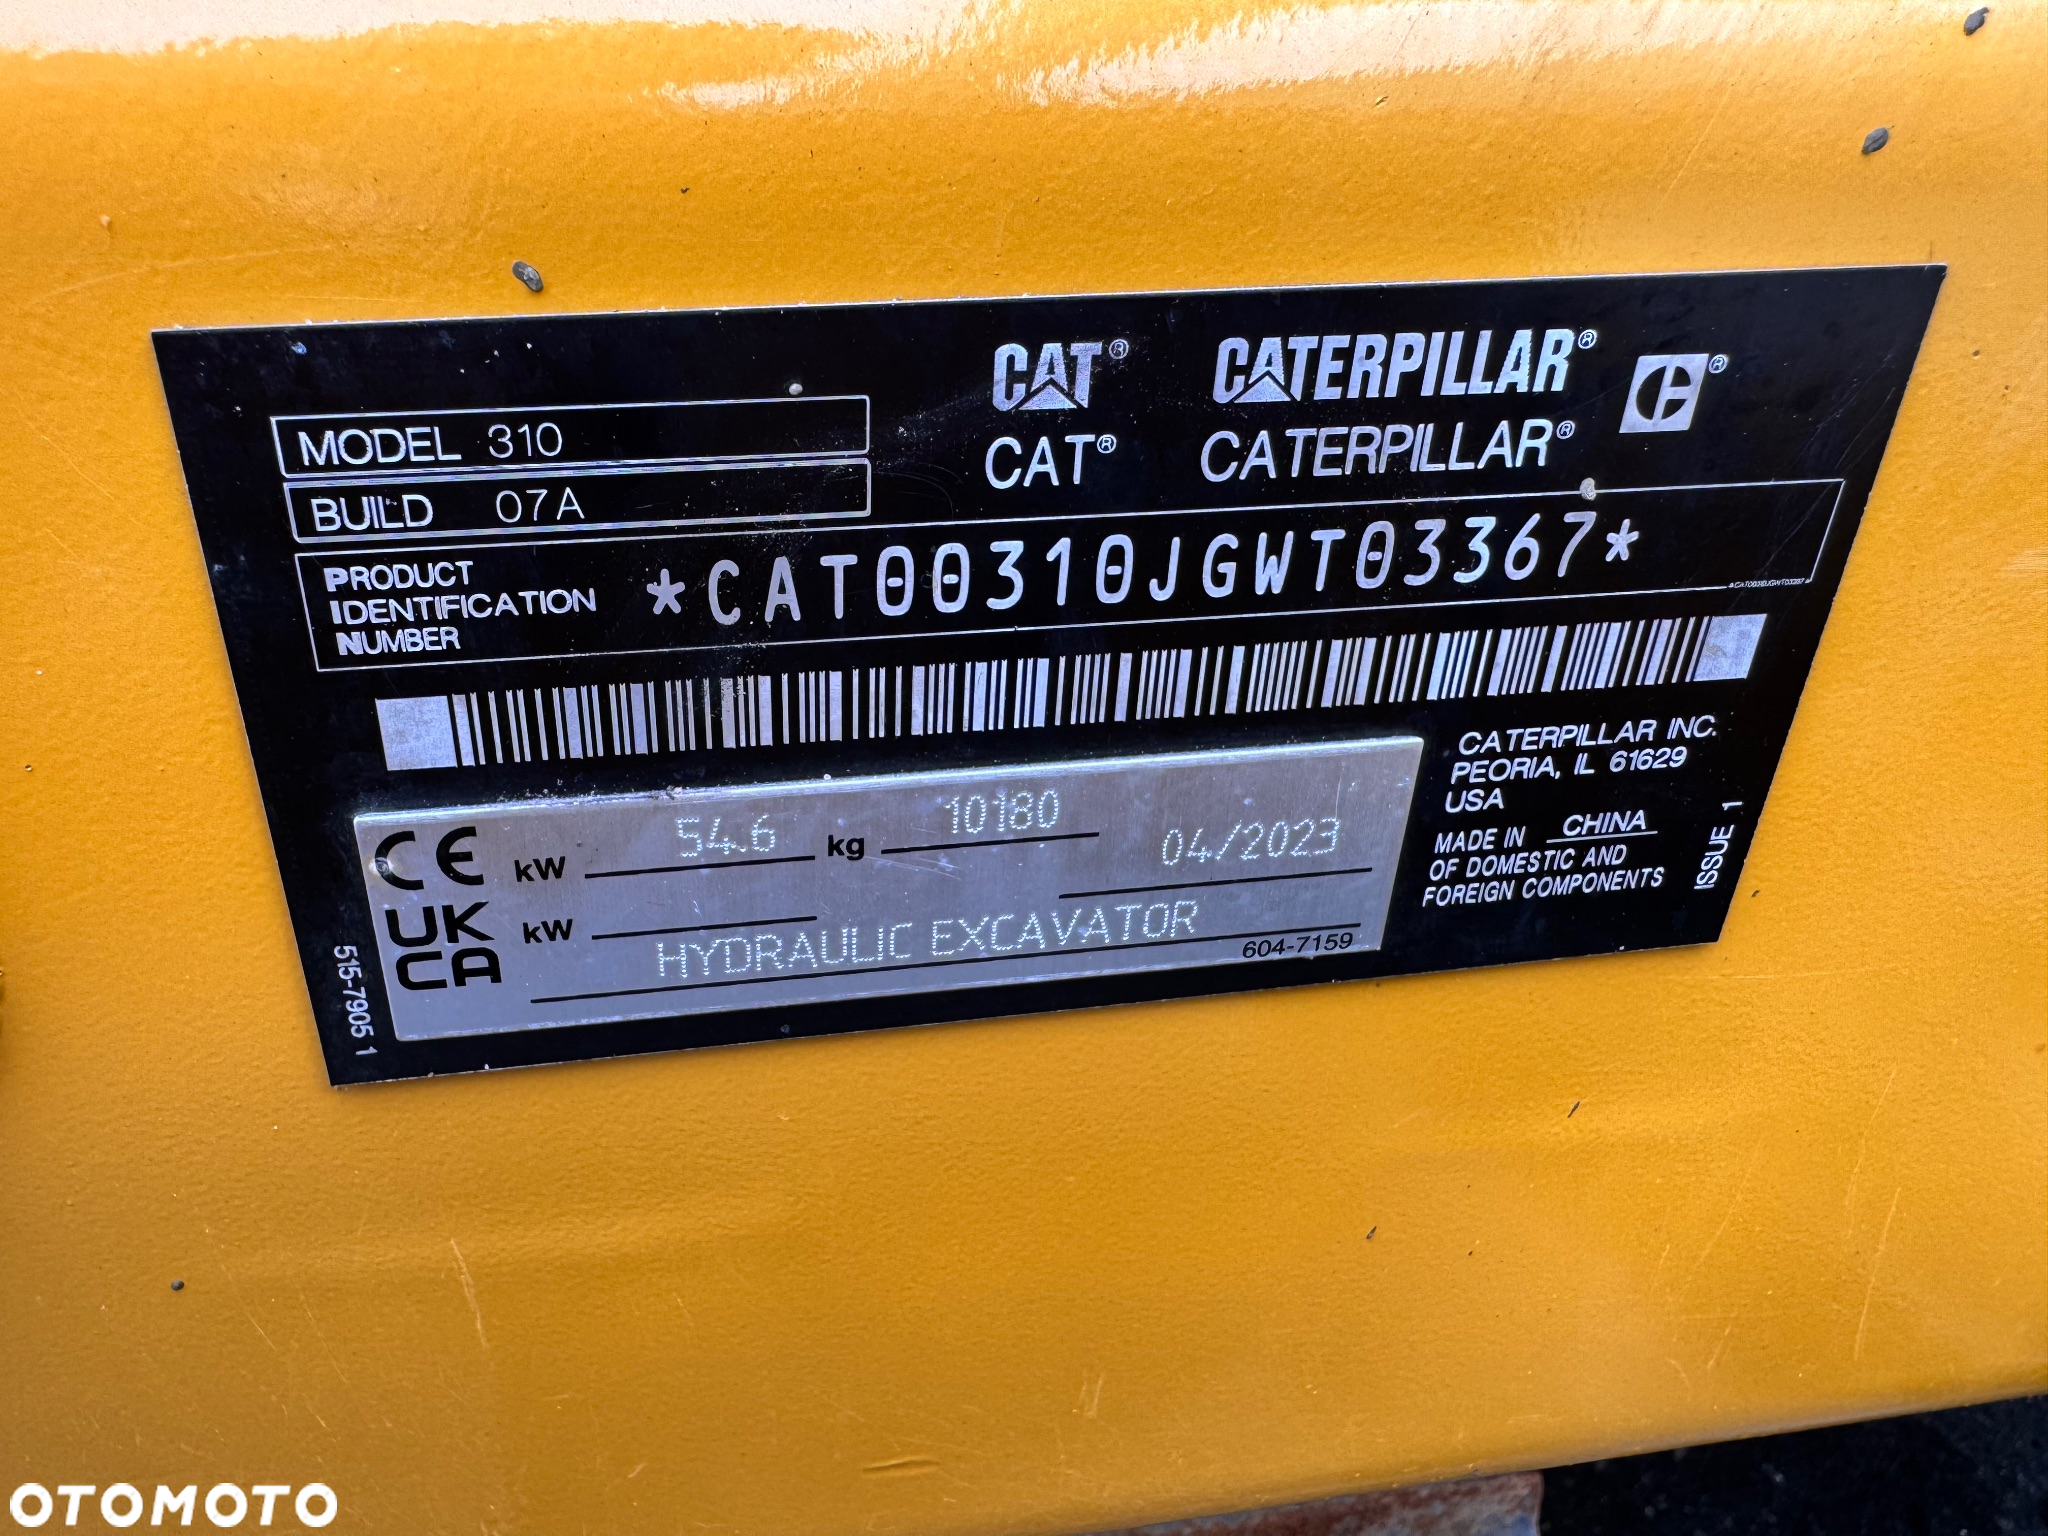 CAT® CATERPILLAR® ®
CAT® CATERPILLAR®
MODEL 310
BUILD 07A
PRODUCT
IDENTIFICATION
NUMBER
*CAT00310JGWT03367*
CATERPILLAR INC.
PEORIA, IL 61629
USA
MADE IN CHINA
OF DOMESTIC AND
FOREIGN COMPONENTS
ISSUE 1
CE kW 54.6 kg 10180 04/2023
UK
CA
kW
HYDRAULIC EXCAVATOR
604-7159
515-7905 1
OTOMOTO